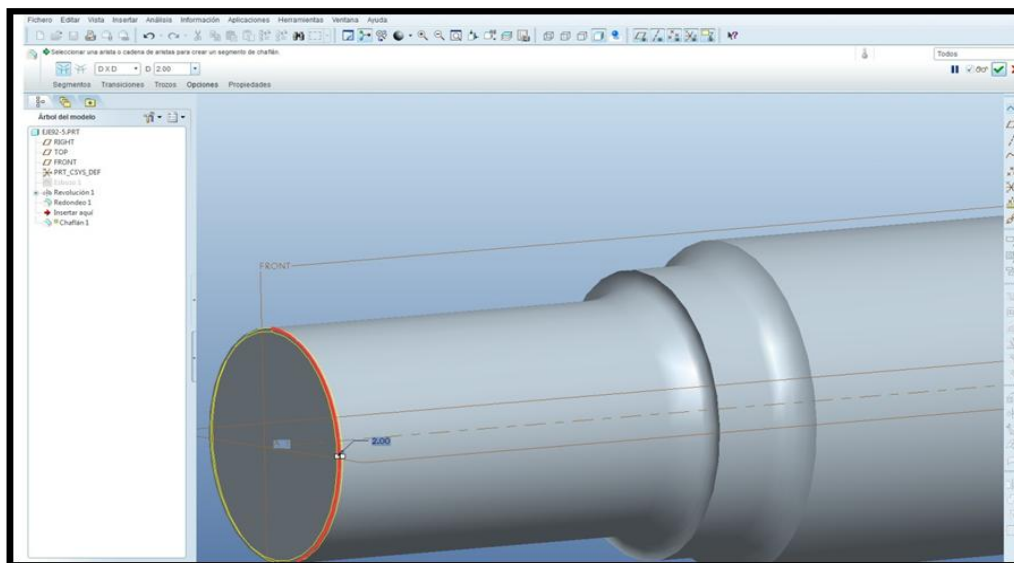 Fichero Editar Vista Insertar Análisis Información Aplicaciones Herramientas Ventana Ayuda
Seleccionar una arista o cadena de aristas para crear un segmento de chaflán.
Todos
D X D D 2.00
Segmentos Transiciones Trozos Opciones Propiedades
Árbol del modelo
EJE92-5.PRT
RIGHT
TOP
FRONT
PRT_CSYS_DEF
Revolución 1
Redondeo 1
Insertar aquí
Chaflán 1
FRONT
2.00